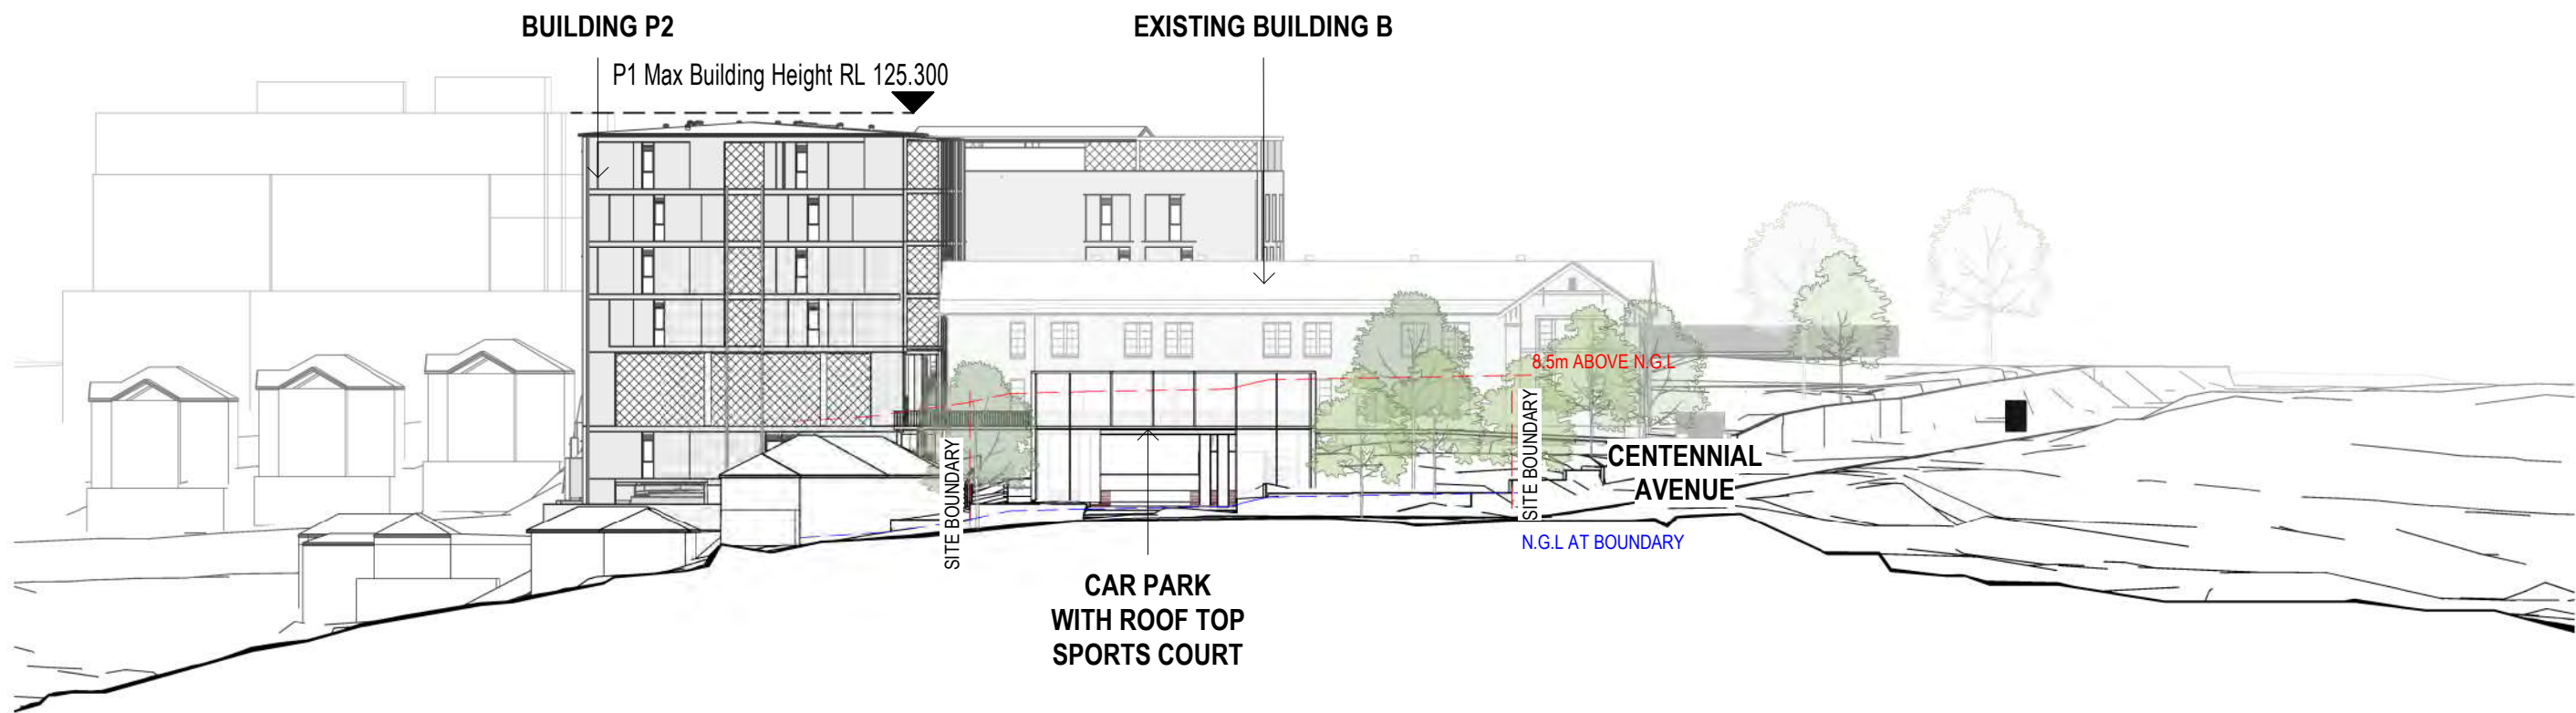 BUILDING P2
EXISTING BUILDING B
P1 Max Building Height RL 125.300
8.5m ABOVE N.G.L
SITE BOUNDARY
SITE BOUNDARY
CENTENNIAL
AVENUE
N.G.L AT BOUNDARY
CAR PARK
WITH ROOF TOP
SPORTS COURT